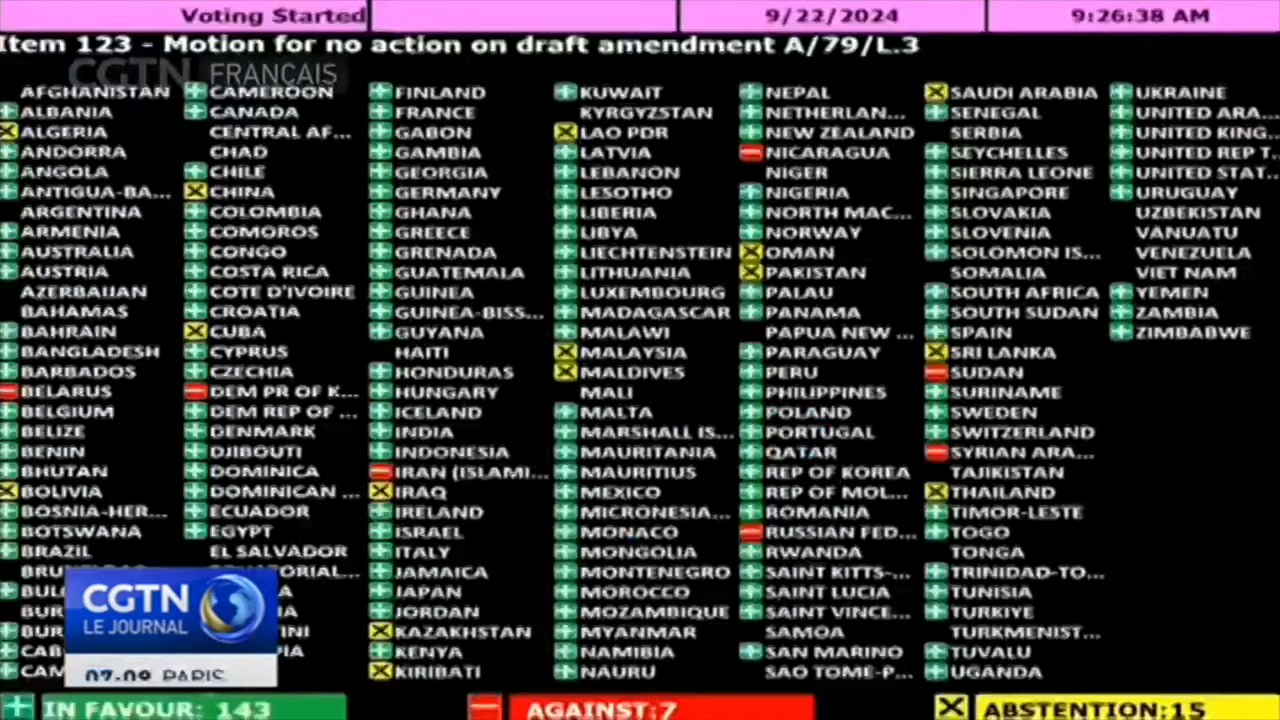 Voting Started
9/22/2024
9:26:38 AM
Item 123 - Motion for no action on draft amendment A/79/L.3
CGTN FRANÇAIS
AFGHANISTAN
ALBANIA
ALGERIA
ANDORRA
ANGOLA
ANTIGUA-BA...
ARGENTINA
ARMENIA
AUSTRALIA
AUSTRIA
AZERBAIJAN
BAHAMAS
BAHRAIN
BANGLADESH
BARBADOS
BELARUS
BELGIUM
BELIZE
BENIN
BHUTAN
BOLIVIA
BOSNIA-HER...
BOTSWANA
BRAZIL
BUL
BUR
BUR
CAB
CAM
CAMEROON
CANADA
CENTRAL AF...
CHAD
CHILE
CHINA
COLOMBIA
COMOROS
CONGO
COSTA RICA
COTE D'IVOIRE
CROATIA
CUBA
CYPRUS
CZECHIA
DEM PR OF K...
DEM REP OF ...
DENMARK
DJIBOUTI
DOMINICA
DOMINICAN ...
ECUADOR
EGYPT
EL SALVADOR
ORIAL...
FINLAND
FRANCE
GABON
GAMBIA
GEORGIA
GERMANY
GHANA
GREECE
GRENADA
GUATEMALA
GUINEA
GUINEA-BISS...
GUYANA
HAITI
HONDURAS
HUNGARY
ICELAND
INDIA
INDONESIA
IRAN (ISLAMI...
IRAQ
IRELAND
ISRAEL
ITALY
JAMAICA
JAPAN
JORDAN
KAZAKHSTAN
KENYA
KIRIBATI
KUWAIT
KYRGYZSTAN
LAO PDR
LATVIA
LEBANON
LESOTHO
LIBERIA
LIBYA
LIECHTENSTEIN
LITHUANIA
LUXEMBOURG
MADAGASCAR
MALAWI
MALAYSIA
MALDIVES
MALI
MALTA
MARSHALL IS...
MAURITANIA
MAURITIUS
MEXICO
MICRONESIA...
MONACO
MONGOLIA
MONTENEGRO
MOROCCO
MOZAMBIQUE
MYANMAR
NAMIBIA
NAURU
NEPAL
NETHERLAN...
NEW ZEALAND
NICARAGUA
NIGER
NIGERIA
NORTH MAC...
NORWAY
OMAN
PAKISTAN
PALAU
PANAMA
PAPUA NEW ...
PARAGUAY
PERU
PHILIPPINES
POLAND
PORTUGAL
QATAR
REP OF KOREA
REP OF MOL...
ROMANIA
RUSSIAN FED...
RWANDA
SAINT KITTS-...
SAINT LUCIA
SAINT VINCE...
SAMOA
SAN MARINO
SAO TOME-P...
SAUDI ARABIA
SENEGAL
SERBIA
SEYCHELLES
SIERRA LEONE
SINGAPORE
SLOVAKIA
SLOVENIA
SOLOMON IS...
SOMALIA
SOUTH AFRICA
SOUTH SUDAN
SPAIN
SRI LANKA
SUDAN
SURINAME
SWEDEN
SWITZERLAND
SYRIAN ARA...
TAJIKISTAN
THAILAND
TIMOR-LESTE
TOGO
TONGA
TRINIDAD-TO...
TUNISIA
TURKIYE
TURKMENIST...
TUVALU
UGANDA
UKRAINE
UNITED ARA...
UNITED KING...
UNITED REP T...
UNITED STAT...
URUGUAY
UZBEKISTAN
VANUATU
VENEZUELA
VIET NAM
YEMEN
ZAMBIA
ZIMBABWE
CGTN
LE JOURNAL
IN FAVOUR: 143
AGAINST:7
ABSTENTION:15